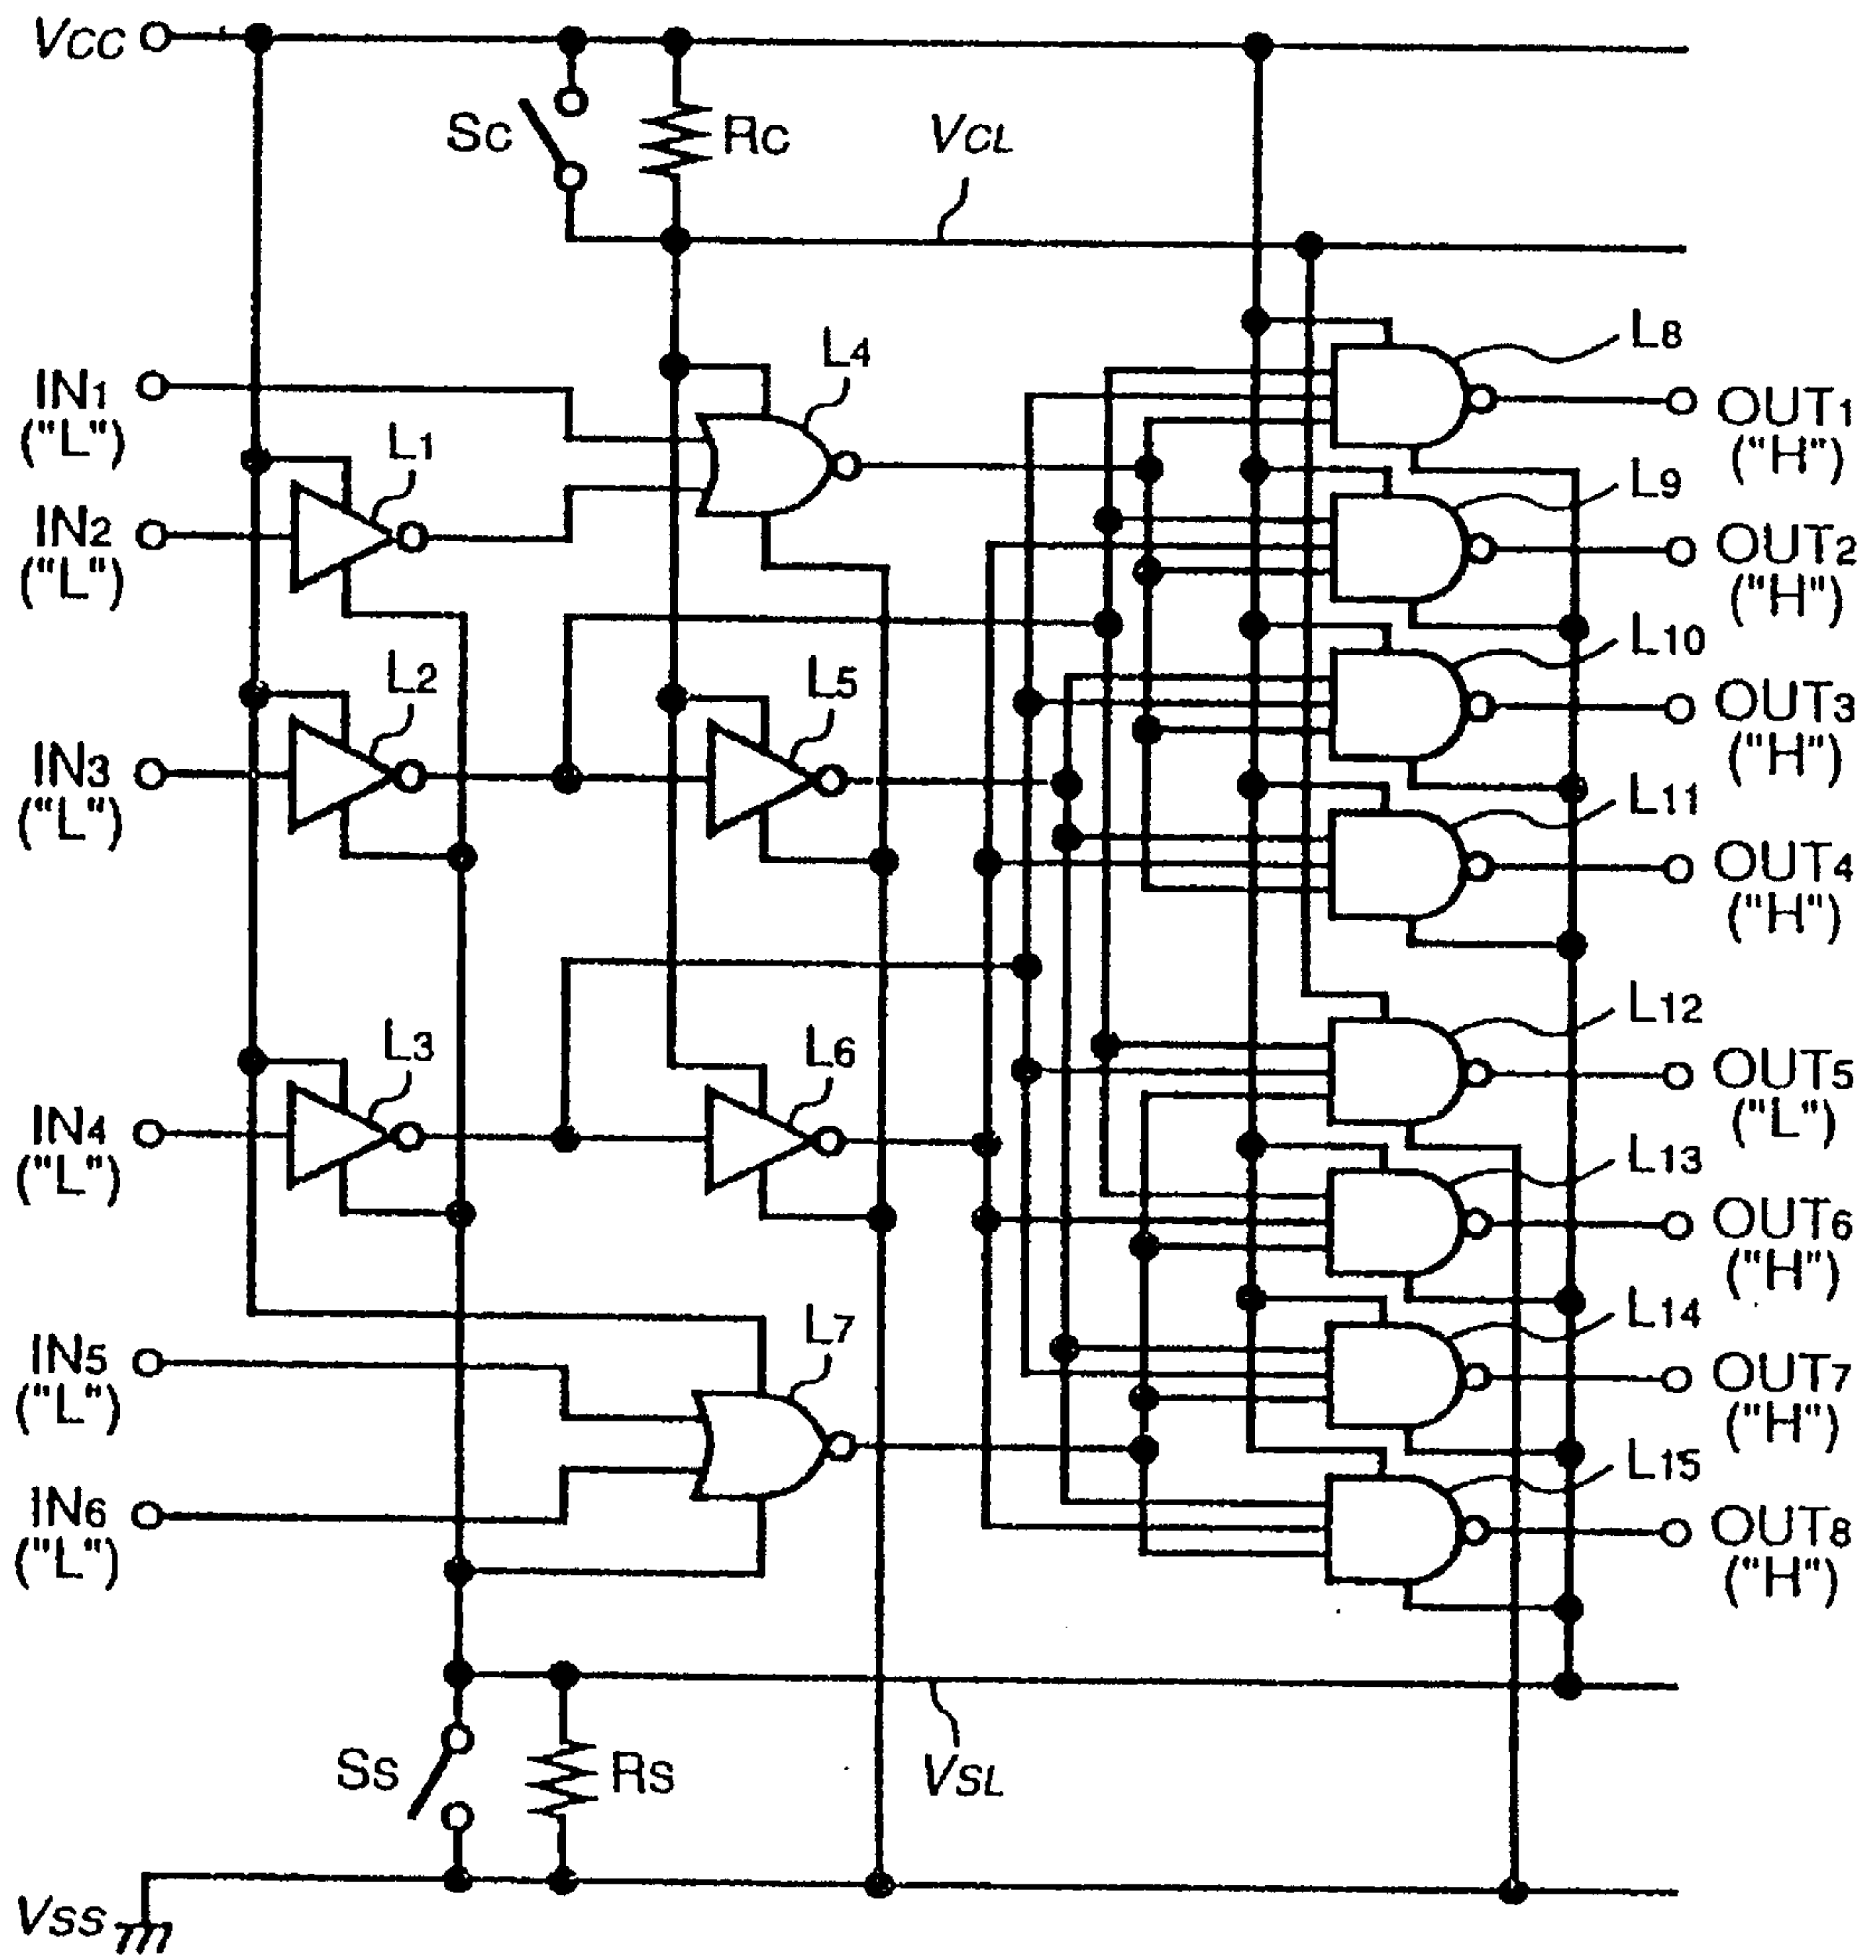 VCC
SC
RC
VCL
L8
IN1
("L")
L4
OUT1
("H")
L1
L9
IN2
("L")
OUT2
("H")
L10
L2
L5
IN3
("L")
OUT3
("H")
L11
OUT4
("H")
L12
L3
L6
IN4
("L")
OUT5
("L")
L13
OUT6
("H")
L14
L7
IN5
("L")
OUT7
("H")
L15
IN6
("L")
OUT8
("H")
SS
RS
VSL
VSS